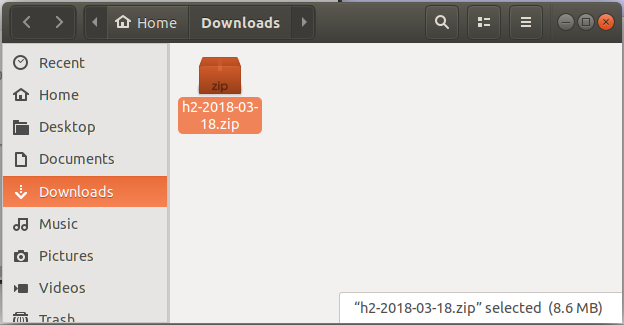 Home
Downloads
Recent
Home
Desktop
Documents
Downloads
Music
Pictures
Videos
Trash
zip
h2-2018-03-
18.zip
“h2-2018-03-18.zip” selected (8.6 MB)